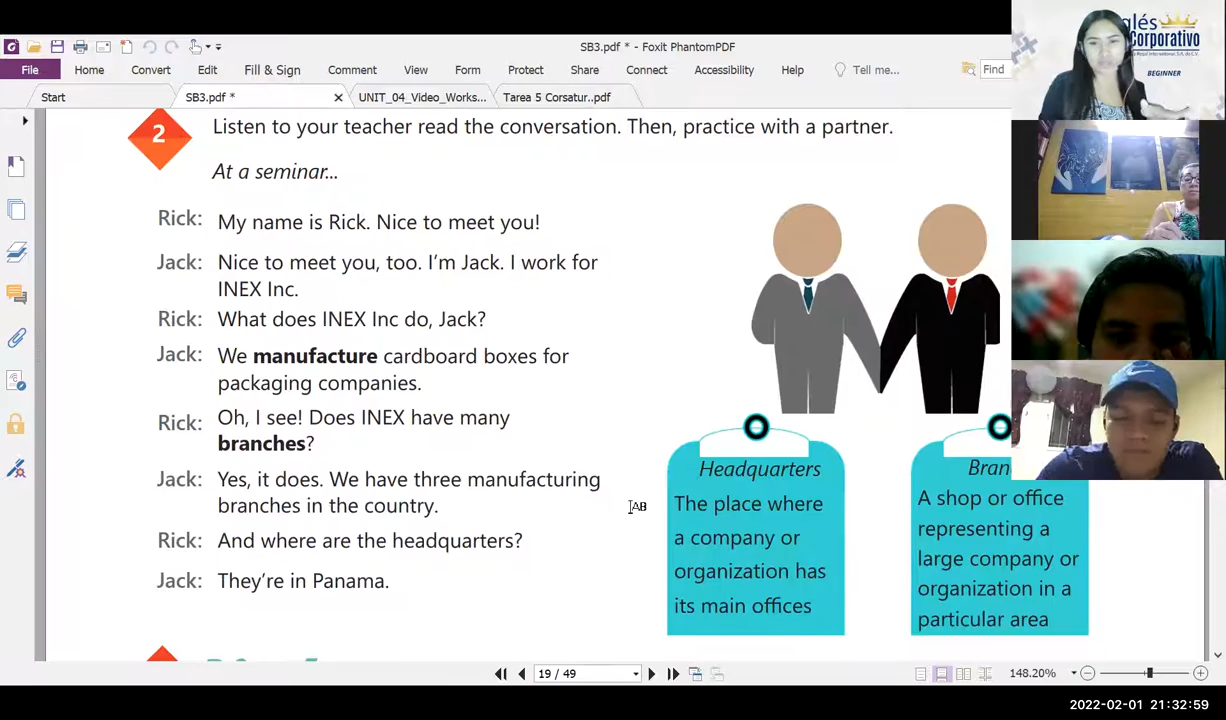 SB3.pdf * - Foxit PhantomPDF
File Home Convert Edit Fill & Sign Comment View Form Protect Share Connect Accessibility Help Tell me... Find
Start SB3.pdf * UNIT_04_Video_Works... Tarea 5 Corsatur...pdf
glés
Corporativo
BEGINNER
2 Listen to your teacher read the conversation. Then, practice with a partner.
At a seminar...
Rick: My name is Rick. Nice to meet you!
Jack: Nice to meet you, too. I'm Jack. I work for
INEX Inc.
Rick: What does INEX Inc do, Jack?
Jack: We manufacture cardboard boxes for
packaging companies.
Rick: Oh, I see! Does INEX have many
branches?
Jack: Yes, it does. We have three manufacturing
branches in the country.
Rick: And where are the headquarters?
Jack: They're in Panama.
Headquarters
The place where
a company or
organization has
its main offices
Bran
A shop or office
representing a
large company or
organization in a
particular area
19 / 49
148.20%
2022-02-01 21:32:59